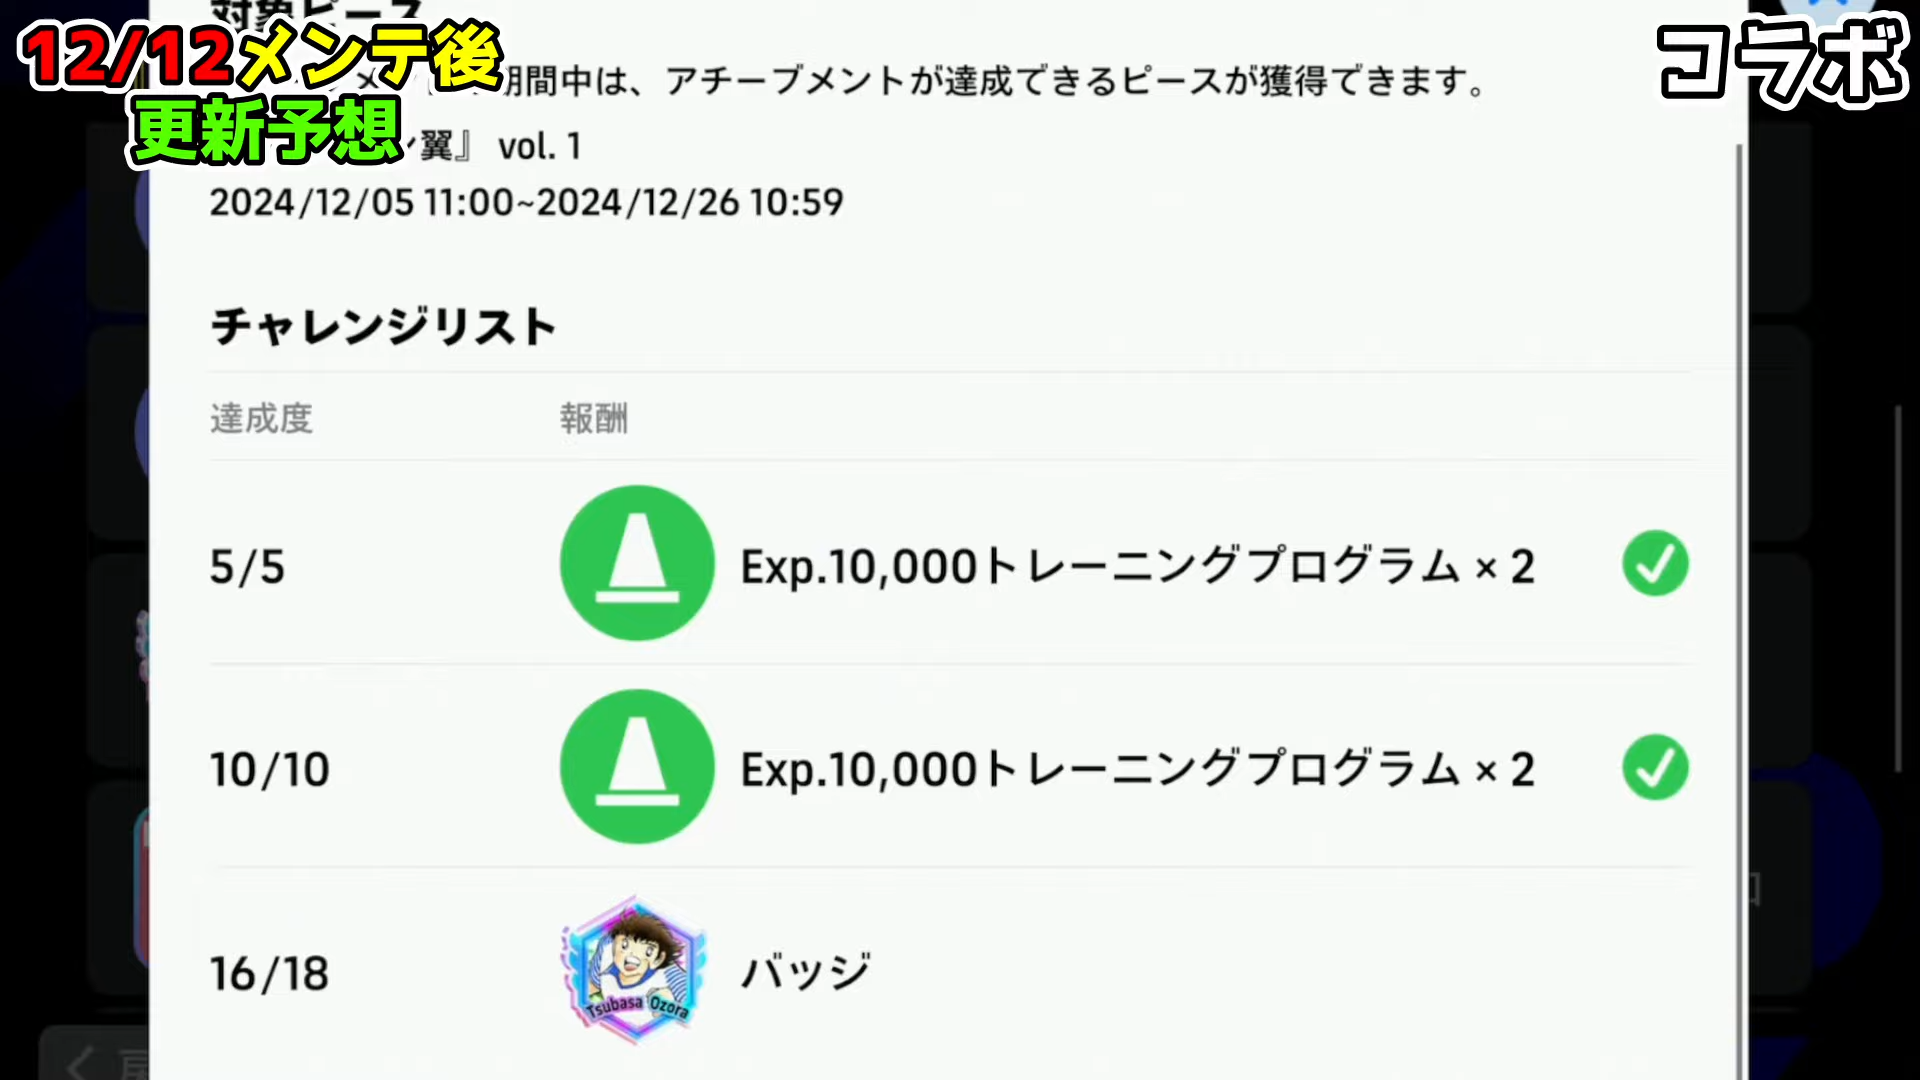 対象ピース
12/12メンテ後
コラボ
期間中は、アチーブメントが達成できるピースが獲得できます。
更新予想
翼』 vol. 1
2024/12/05 11:00~2024/12/26 10:59
チャレンジリスト
達成度 報酬
5/5 Exp.10,000トレーニングプログラム × 2
10/10 Exp.10,000トレーニングプログラム × 2
16/18 バッジ
Tsubasa Ozora